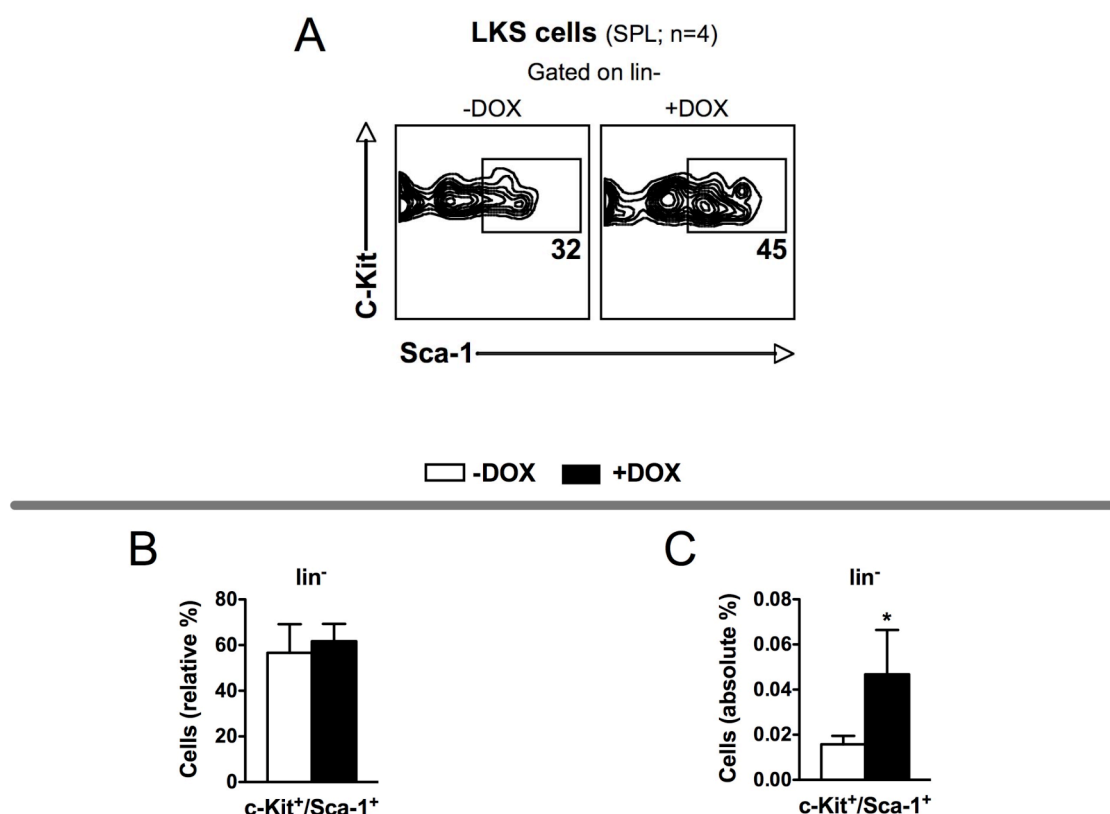 A
LKS cells (SPL; n=4)
Gated on lin-
-DOX +DOX
C-Kit
32 45
Sca-1
-DOX +DOX
B
lin⁻
Cells (relative %)
80
60
40
20
0
c-Kit⁺/Sca-1⁺
C
lin⁻
Cells (absolute %)
0.08
0.06
0.04
0.02
0.00
*
c-Kit⁺/Sca-1⁺